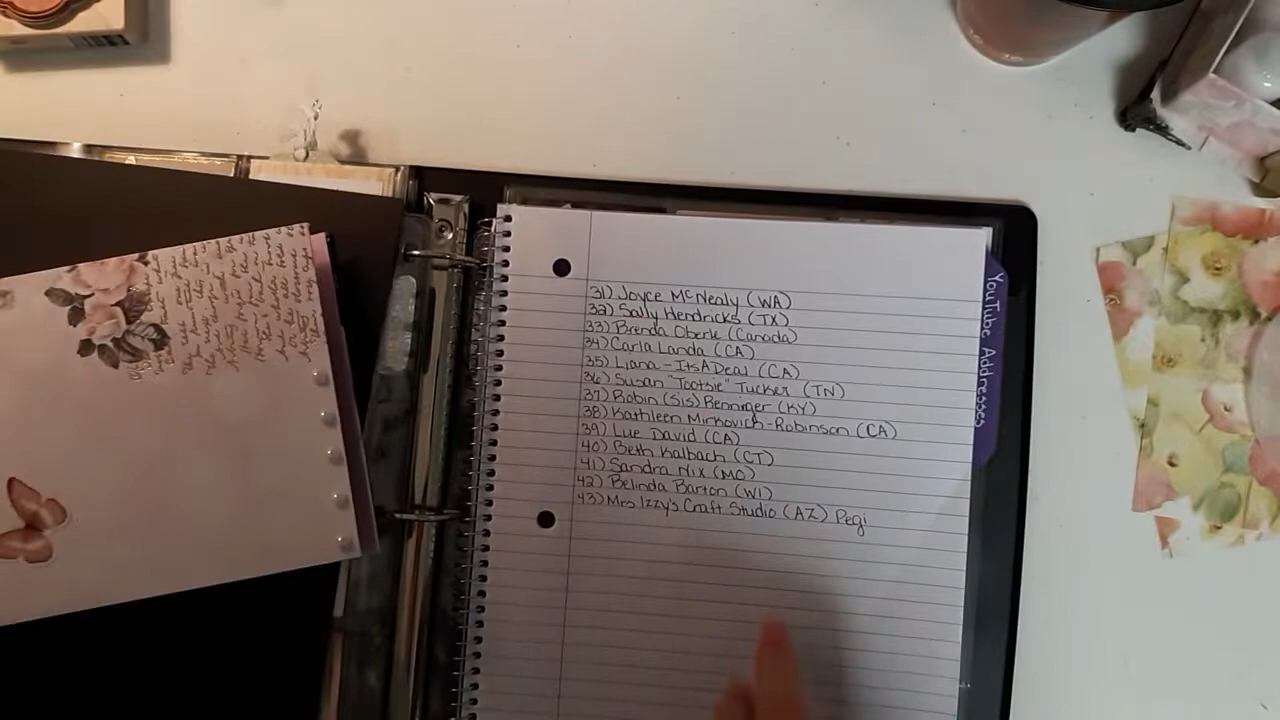 31) Joyce McNealy (WA)
32) Sally Hendricks (TX)
33) Brenda Oberle (Canada)
34) Carla Landa (CA)
35) Liana - ItsADeal (CA)
36) Susan "Tootsie" Tucker (TN)
37) Robin (Sis) Renninger (KY)
38) Kathleen Mirkovich-Robinson (CA)
39) Lue David (CA)
40) Beth Kalbach (CT)
41) Sandra Nix (MO)
42) Belinda Barton (WI)
43) Mrs Izzy's Craft Studio (AZ) Pegi
YouTube Addresses